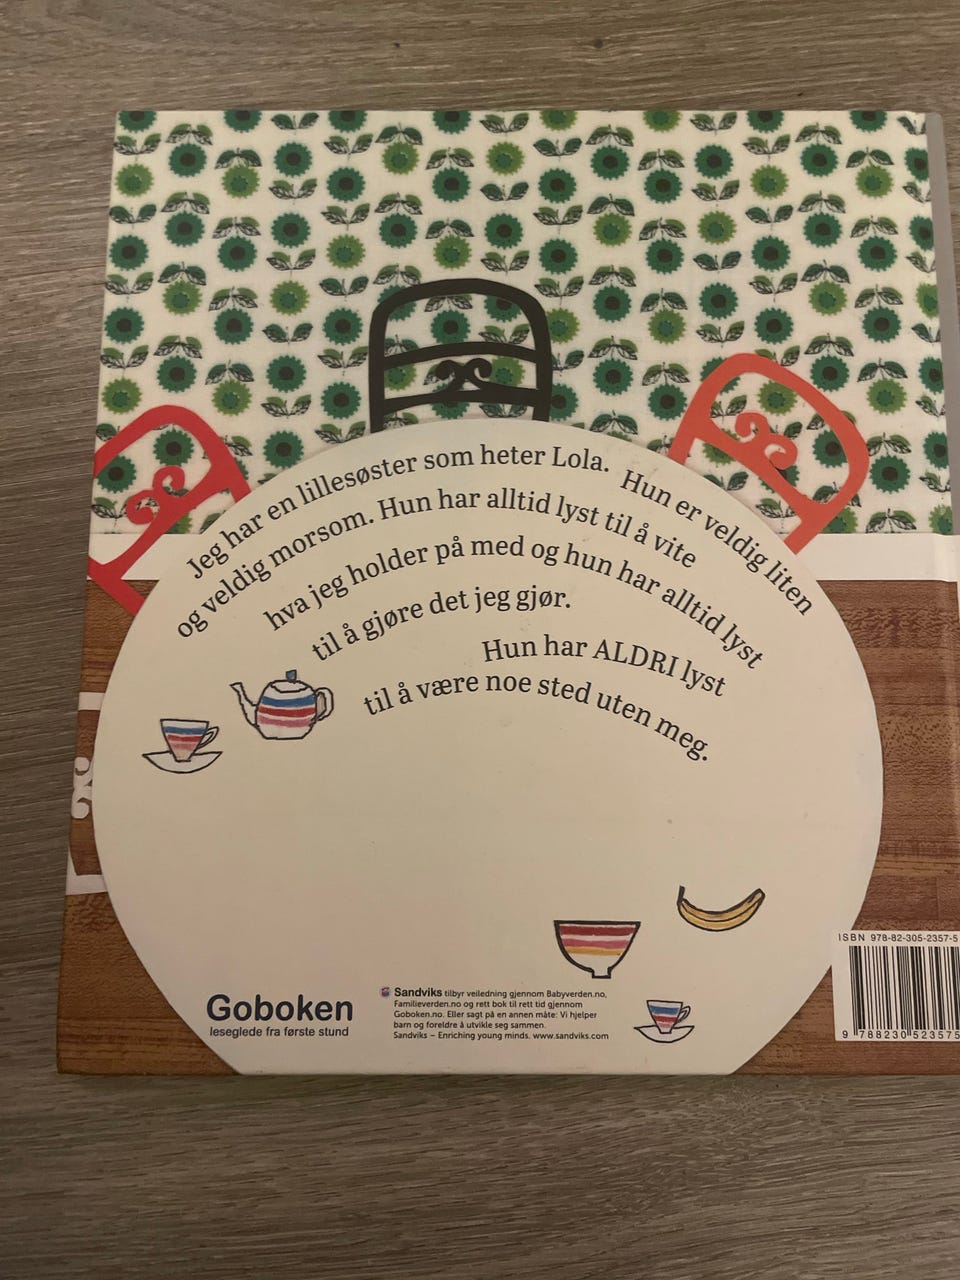 Jeg har en lillesøster som heter Lola. Hun er veldig liten
og veldig morsom. Hun har alltid lyst til å vite
hva jeg holder på med og hun har alltid lyst
til å gjøre det jeg gjør.
Hun har ALDRI lyst
til å være noe sted uten meg.
ISBN 978-82-305-2357-5
9 788230 523575
Goboken
leseglede fra første stund
Sandviks tilbyr veiledning gjennom Babyverden.no,
Familieverden.no og rett bok til rett tid gjennom
Goboken.no. Eller sagt på en annen måte: Vi hjelper
barn og foreldre å utvikle seg sammen.
Sandviks – Enriching young minds. www.sandviks.com